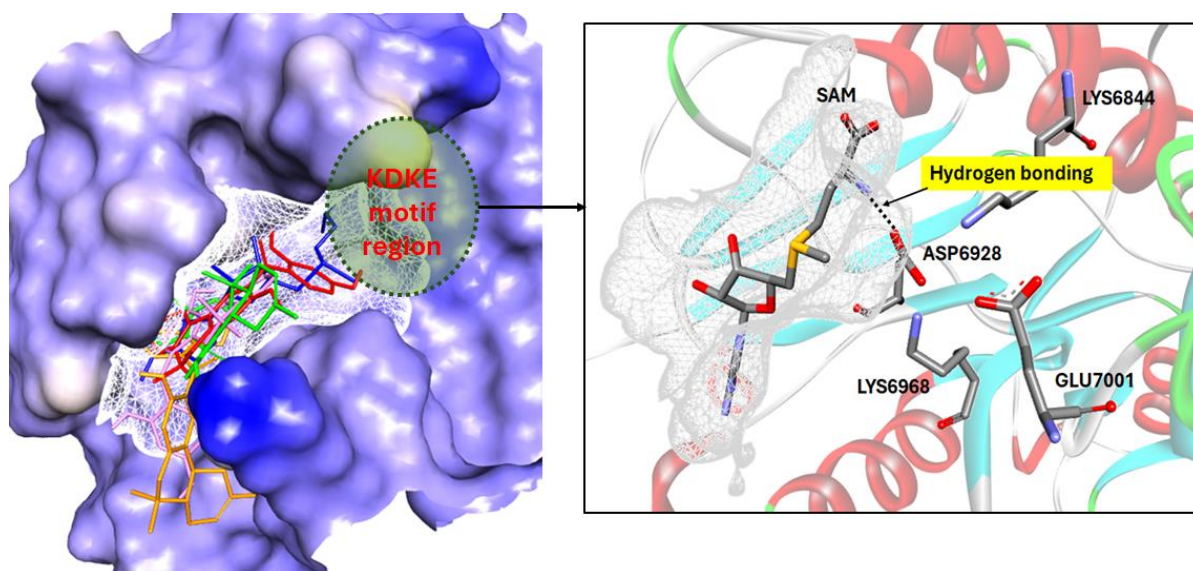 KDKE
motif
region
SAM
LYS6844
Hydrogen bonding
ASP6928
LYS6968
GLU7001